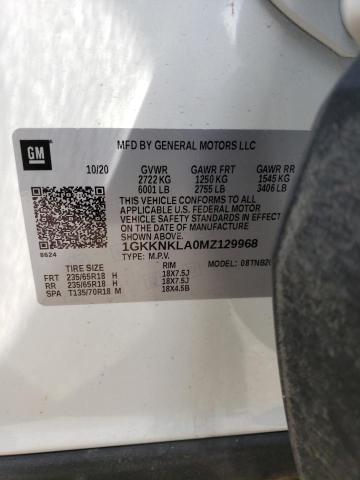 GM
MFD BY GENERAL MOTORS LLC
10/20 GVWR GAWR FRT GAWR RR
2722 KG 1250 KG 1545 KG
6001 LB 2755 LB 3406 LB
THIS VEHICLE CONFORMS TO ALL
APPLICABLE U.S. FEDERAL MOTOR
VEHICLE SAFETY STANDARDS IN EFFECT
ON THE DATE OF MANUFACTURE
SHOWN ABOVE.
1GKKNKLA0MZ129968
8624 TYPE: M.P.V. MODEL:
TIRE SIZE RIM
FRT 235/65R18 H 18X7.5J
RR 235/65R18 H 18X7.5J
SPA T135/70R18 M 18X4.5B